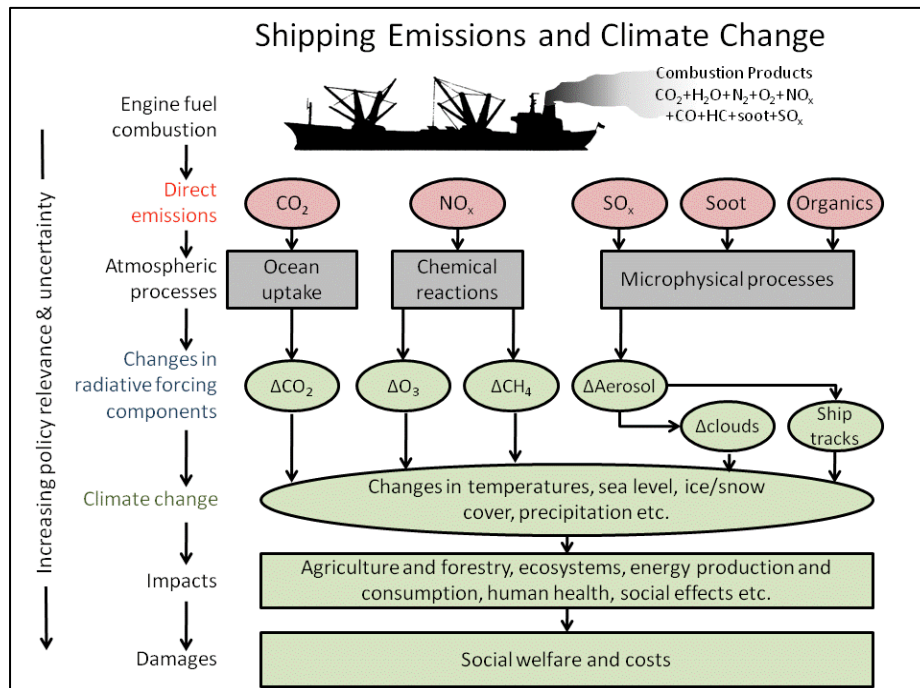 Shipping Emissions and Climate Change
Combustion Products
CO₂+H₂O+N₂+O₂+NOₓ
+CO+HC+soot+SOₓ
Engine fuel
combustion
Increasing policy relevance & uncertainty
Direct
emissions
CO₂
NOₓ
SOₓ
Soot
Organics
Atmospheric
processes
Ocean
uptake
Chemical
reactions
Microphysical processes
Changes in
radiative forcing
components
ΔCO₂
ΔO₃
ΔCH₄
ΔAerosol
Δclouds
Ship
tracks
Climate change
Changes in temperatures, sea level, ice/snow
cover, precipitation etc.
Impacts
Agriculture and forestry, ecosystems, energy production and
consumption, human health, social effects etc.
Damages
Social welfare and costs